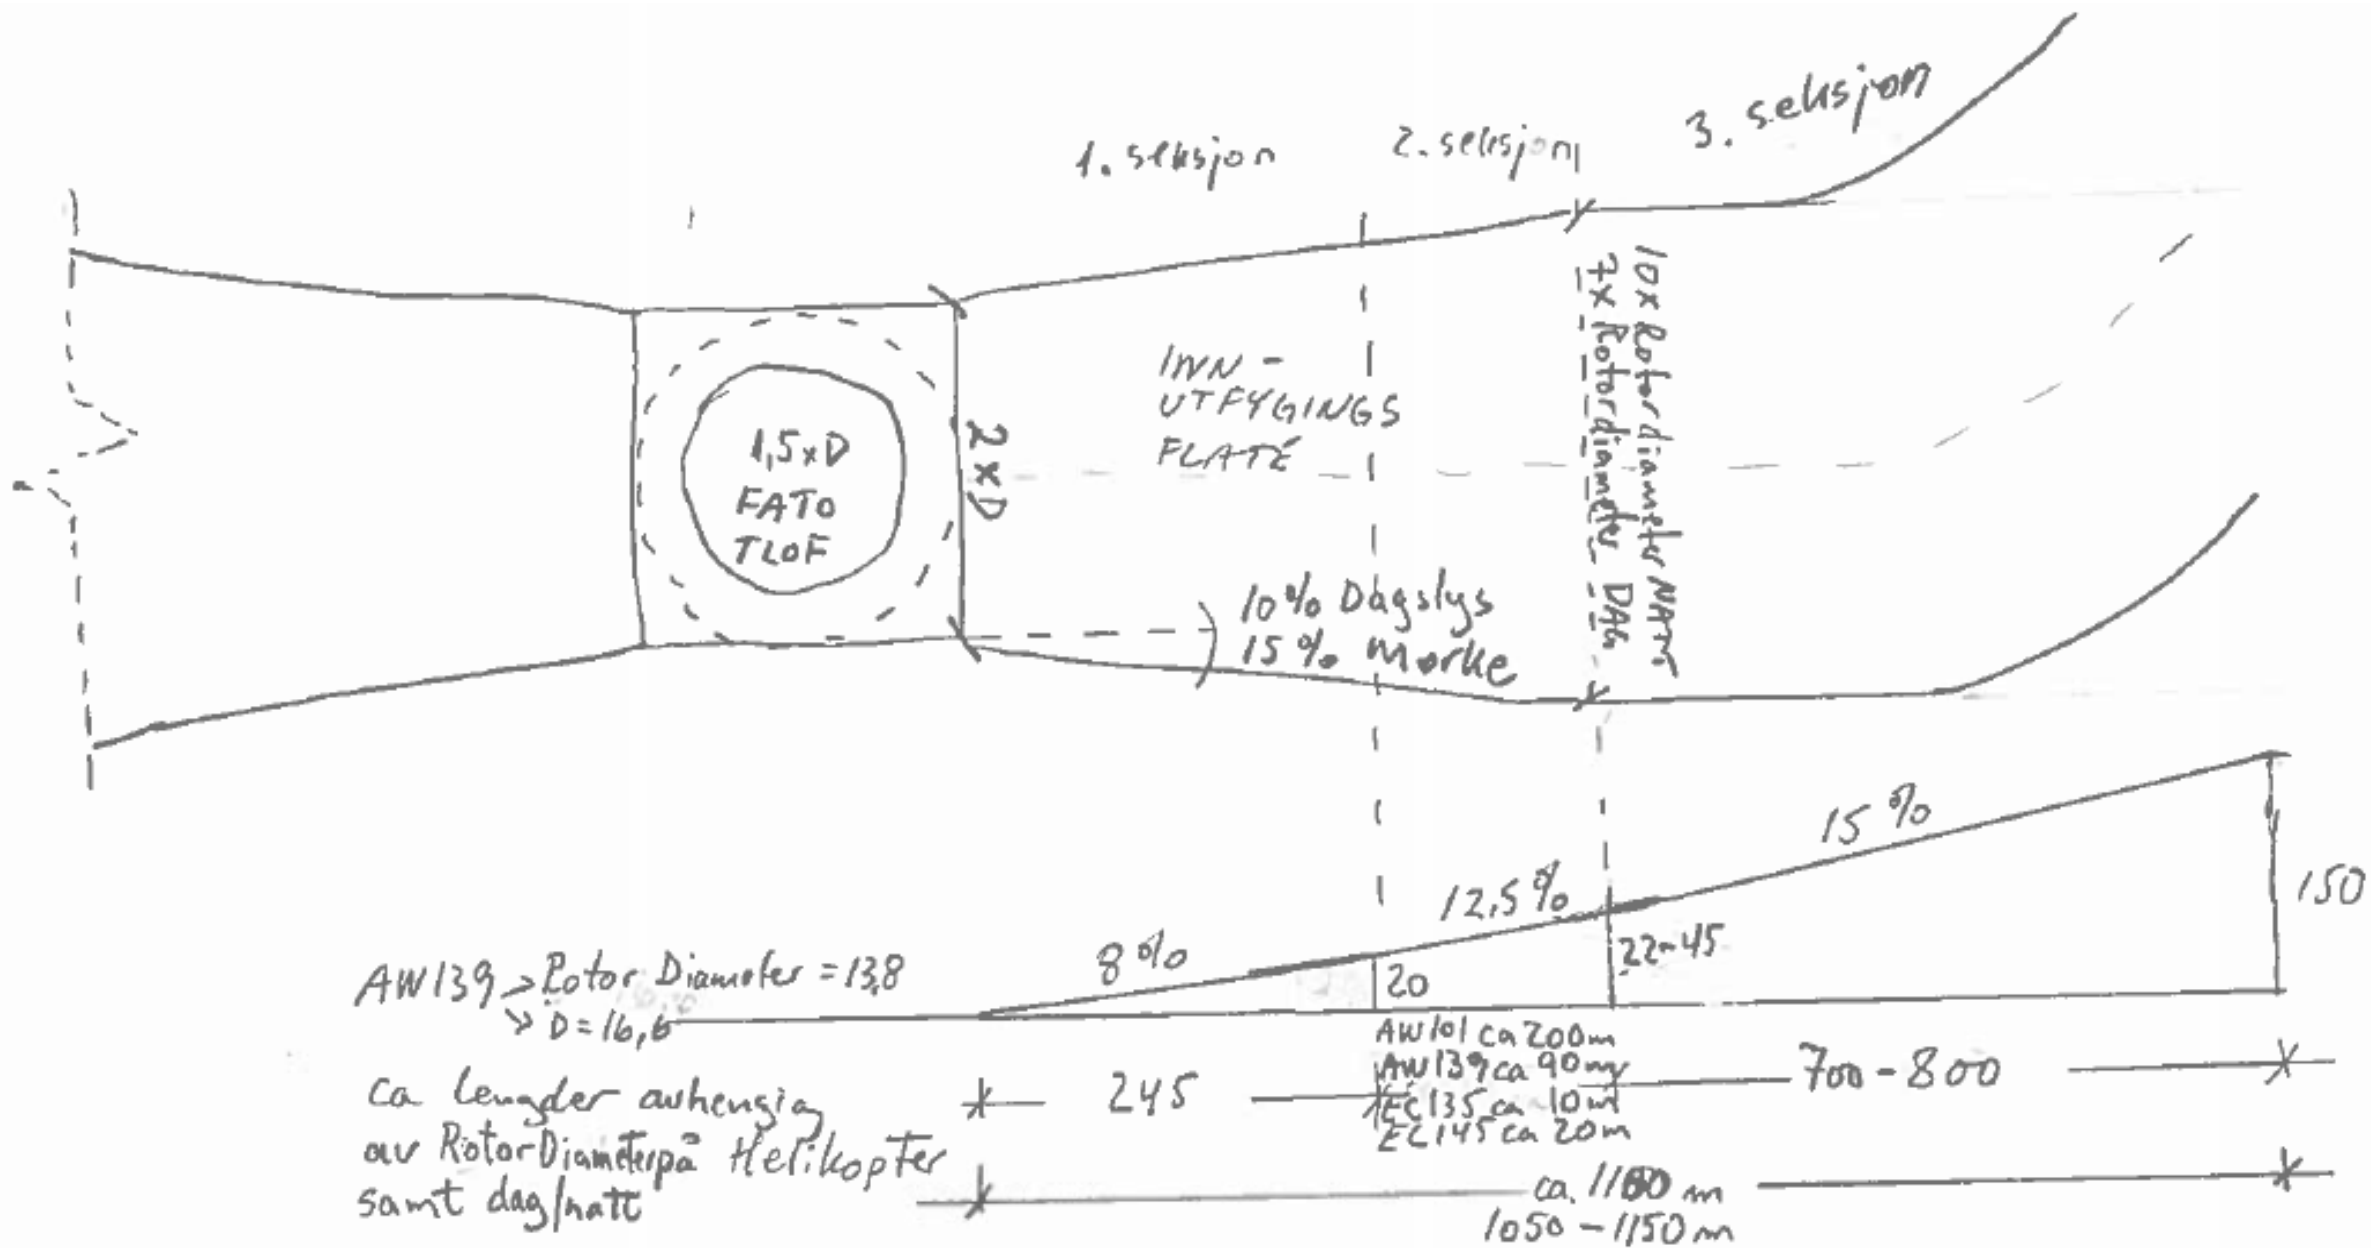 1. seksjon
2. seksjon
3. seksjon
1,5xD
FATO
TLOF
2xD
INN -
UTFYGINGS
FLATE
10x Rotordiameter NATT
7x Rotordiameter DAG
10% Dagslys
15% Mørke
8%
12,5%
15%
20
22-45
150
AW139 > Rotor Diameter = 13,8
> D = 16,6
AW101 ca 200m
AW139 ca 90m
EC135 ca 10m
EC145 ca 20m
245
700-800
ca lengder avhengig
av RotorDiameter på Helikopter
samt dag/natt
ca. 1100 m
1050-1150m